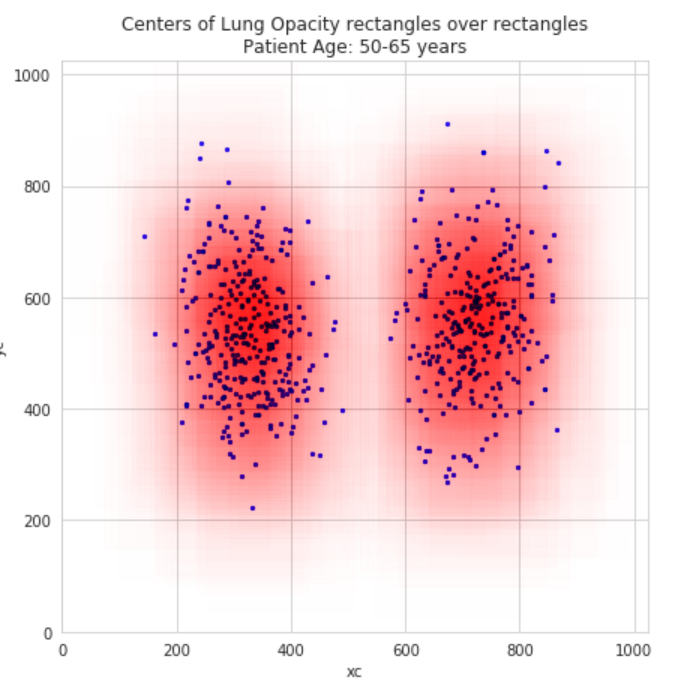 Centers of Lung Opacity rectangles over rectangles
Patient Age: 50-65 years
1000
800
600
400
200
0
0 200 400 600 800 1000
xc